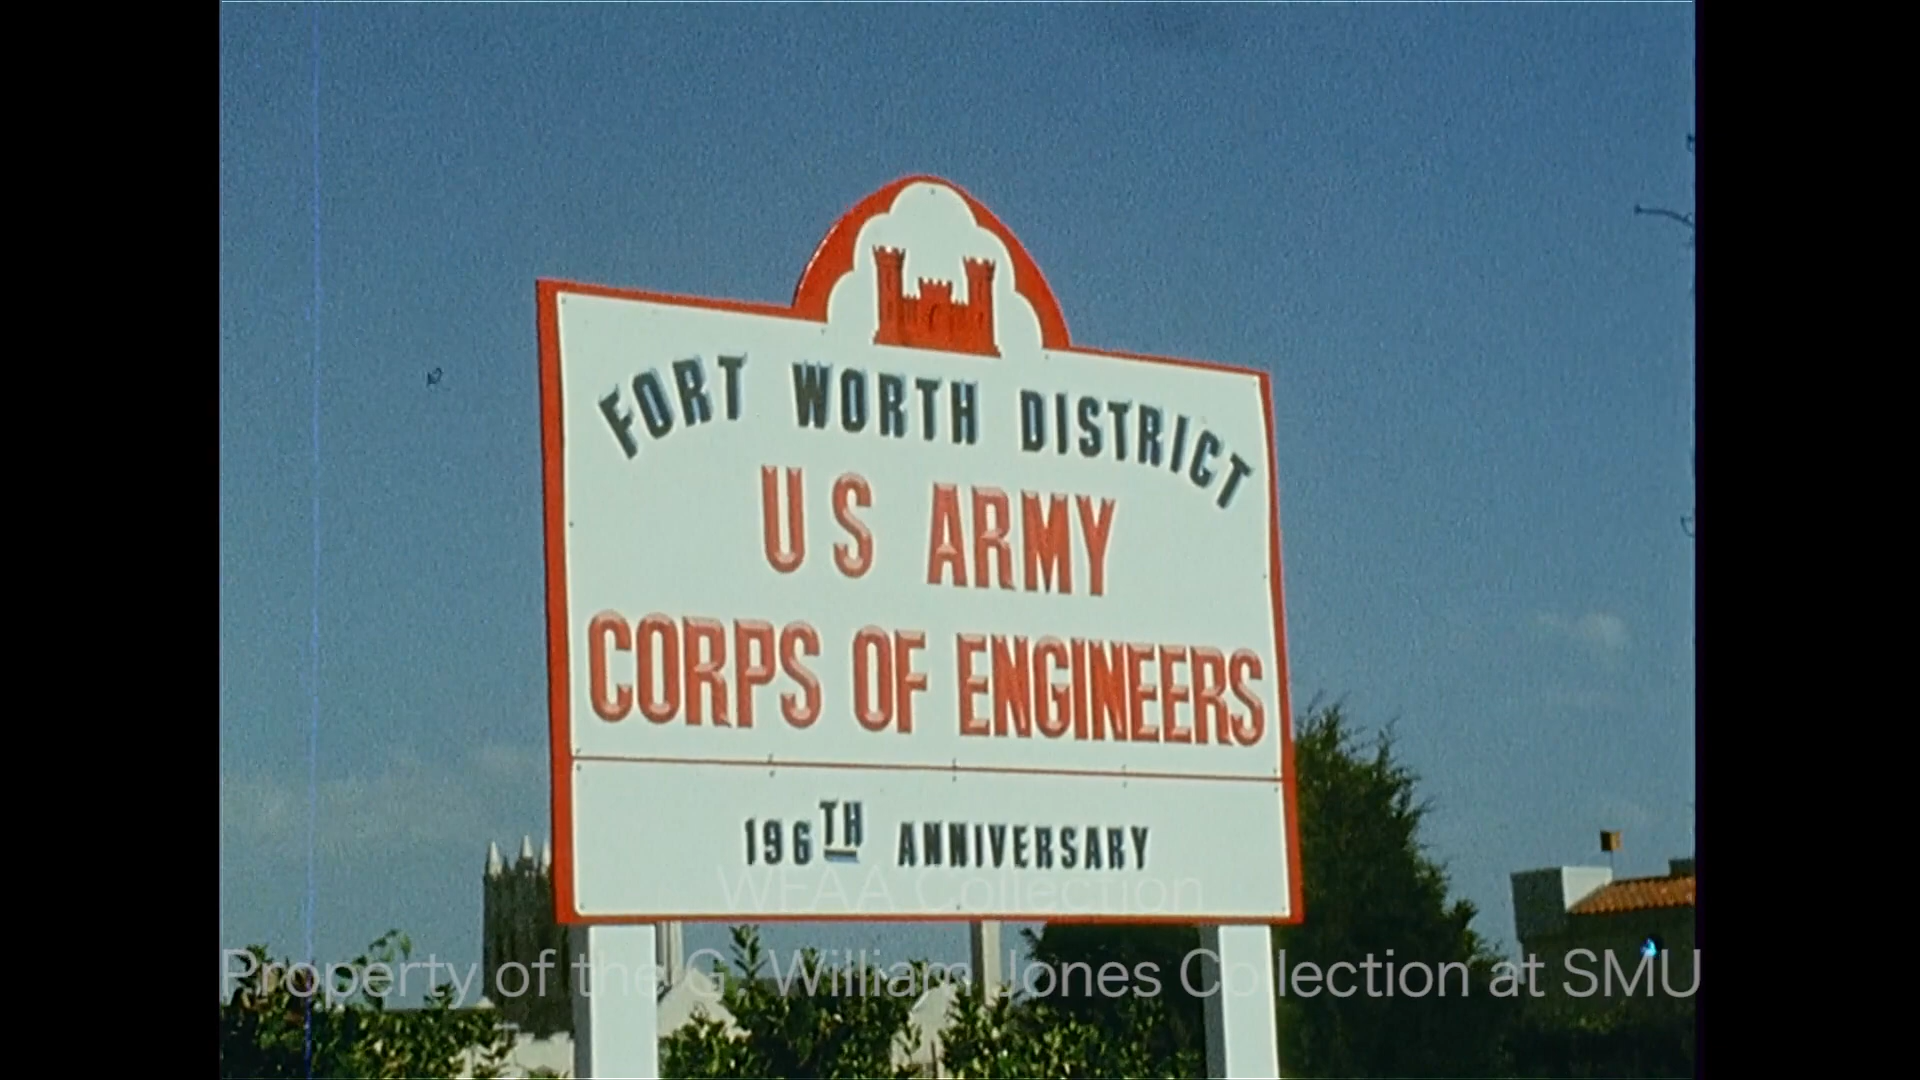 FORT WORTH DISTRICT
US ARMY
CORPS OF ENGINEERS
196TH ANNIVERSARY
WFAA Collection
Property of the G. William Jones Collection at SMU